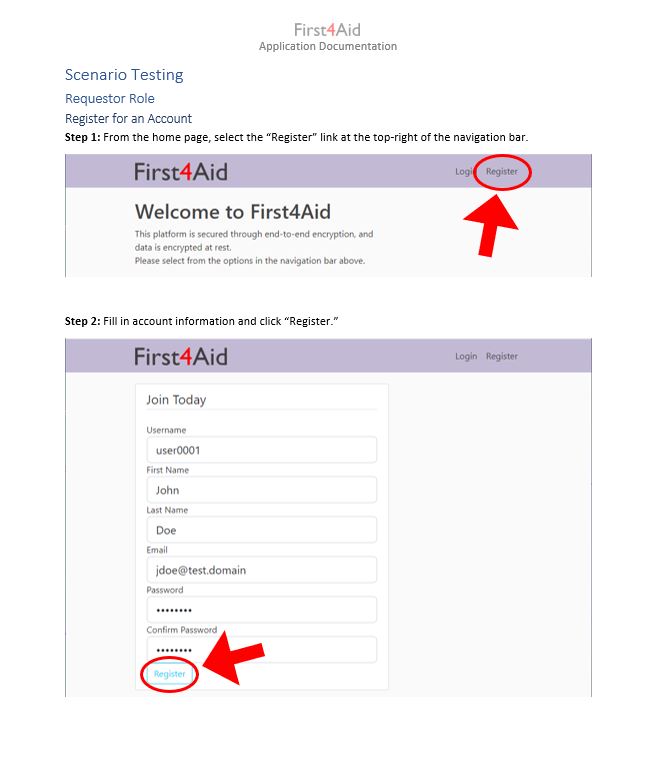 First4Aid
Application Documentation
Scenario Testing
Requestor Role
Register for an Account
Step 1: From the home page, select the “Register” link at the top-right of the navigation bar.
First4Aid Login Register
Welcome to First4Aid
This platform is secured through end-to-end encryption, and
data is encrypted at rest.
Please select from the options in the navigation bar above.
Step 2: Fill in account information and click “Register.”
First4Aid Login Register
Join Today
Username
user0001
First Name
John
Last Name
Doe
Email
jdoe@test.domain
Password
••••••••
Confirm Password
••••••••
Register